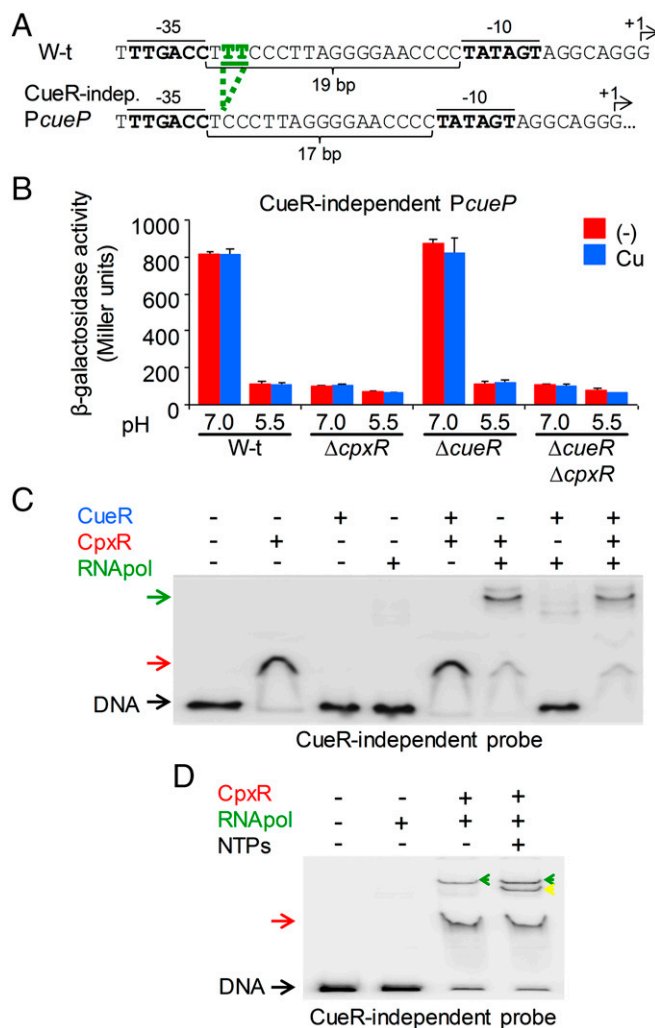 A
-35 -10 +1
W-t TTTGACCTTTCCCTTAGGGGAACCCCTATAGTAGGCAGGG
19 bp
CueR-indep. -35 -10 +1
PcueP TTTGACCTCCCTTAGGGGAACCCCTATAGTAGGCAGGG...
17 bp
B
CueR-independent PcueP
β-galactosidase activity
(Miller units)
1000
800
600
400
200
0
(-)
Cu
pH 7.0 5.5 7.0 5.5 7.0 5.5 7.0 5.5
W-t ΔcpxR ΔcueR ΔcueR
ΔcpxR
C
CueR - - + - + - + +
CpxR - + - - + + - +
RNApol - - - + - + + +
DNA
CueR-independent probe
D
CpxR - - + +
RNApol - + + +
NTPs - - - +
DNA
CueR-independent probe